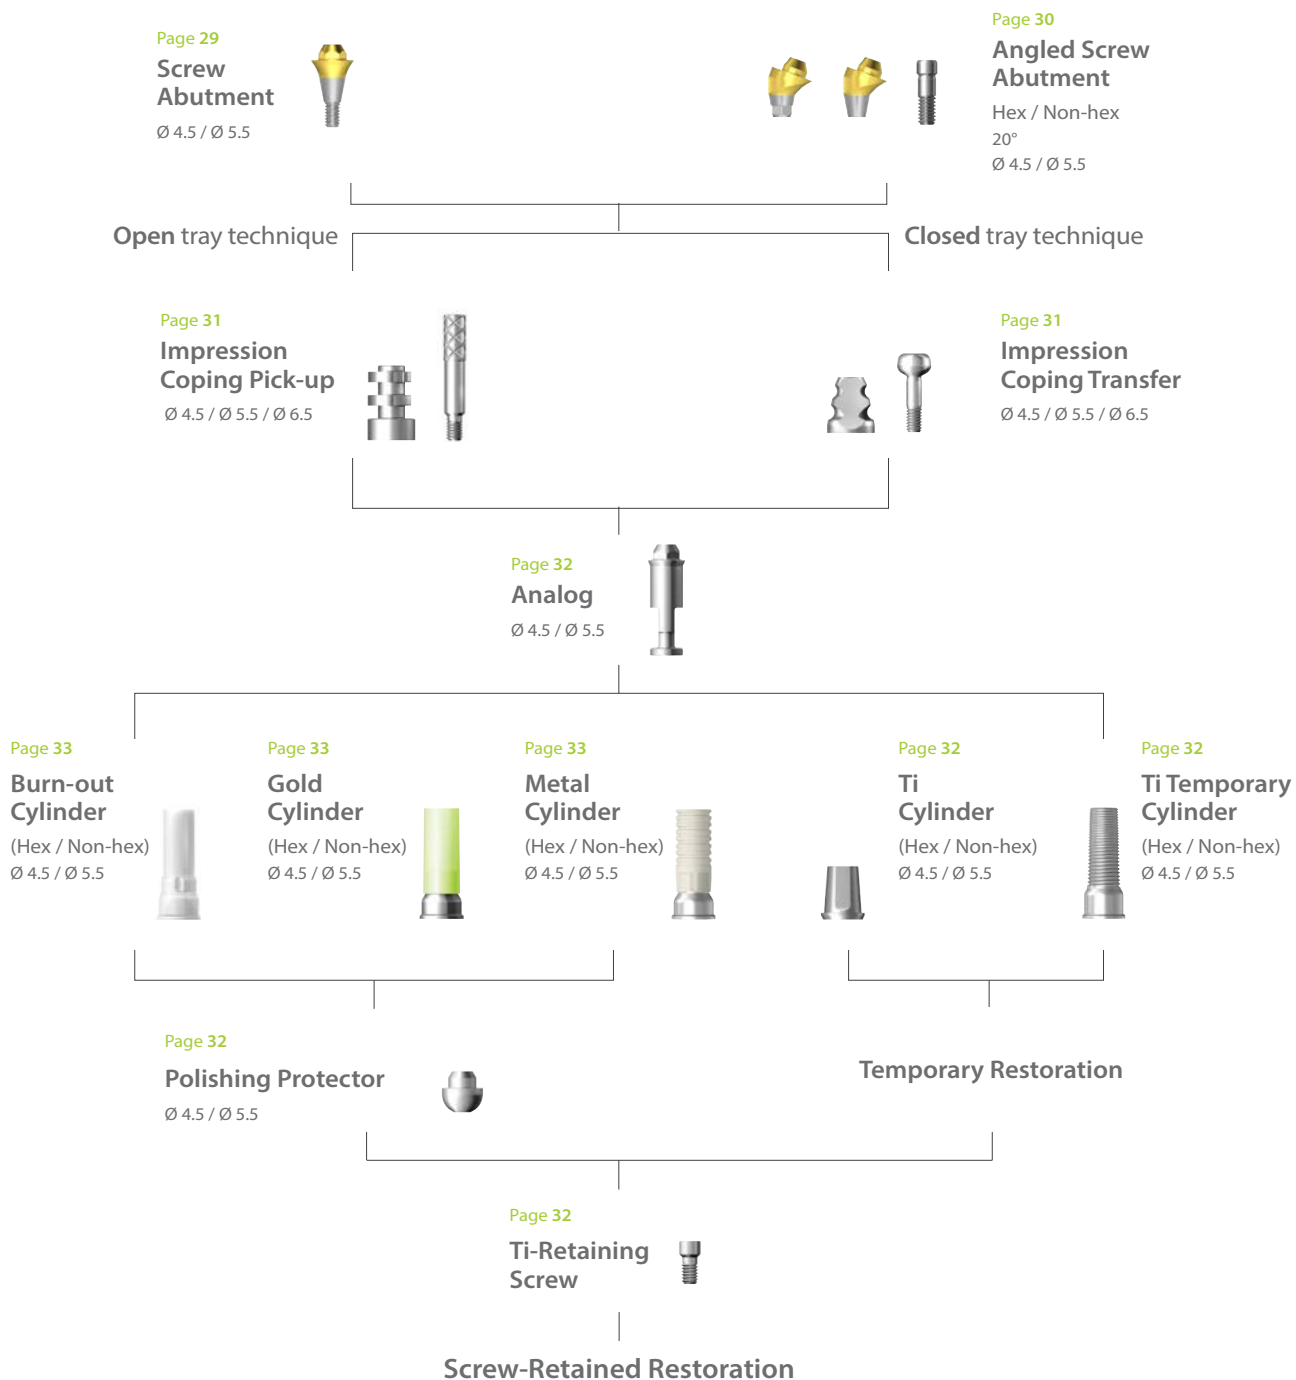 Page 29
Screw
Abutment
Ø 4.5 / Ø 5.5
Page 30
Angled Screw
Abutment
Hex / Non-hex
20°
Ø 4.5 / Ø 5.5
Open tray technique
Closed tray technique
Page 31
Impression
Coping Pick-up
Ø 4.5 / Ø 5.5 / Ø 6.5
Page 31
Impression
Coping Transfer
Ø 4.5 / Ø 5.5 / Ø 6.5
Page 32
Analog
Ø 4.5 / Ø 5.5
Page 33
Burn-out
Cylinder
(Hex / Non-hex)
Ø 4.5 / Ø 5.5
Page 33
Gold
Cylinder
(Hex / Non-hex)
Ø 4.5 / Ø 5.5
Page 33
Metal
Cylinder
(Hex / Non-hex)
Ø 4.5 / Ø 5.5
Page 32
Ti
Cylinder
(Hex / Non-hex)
Ø 4.5 / Ø 5.5
Page 32
Ti Temporary
Cylinder
(Hex / Non-hex)
Ø 4.5 / Ø 5.5
Page 32
Polishing Protector
Ø 4.5 / Ø 5.5
Temporary Restoration
Page 32
Ti-Retaining
Screw
Screw-Retained Restoration